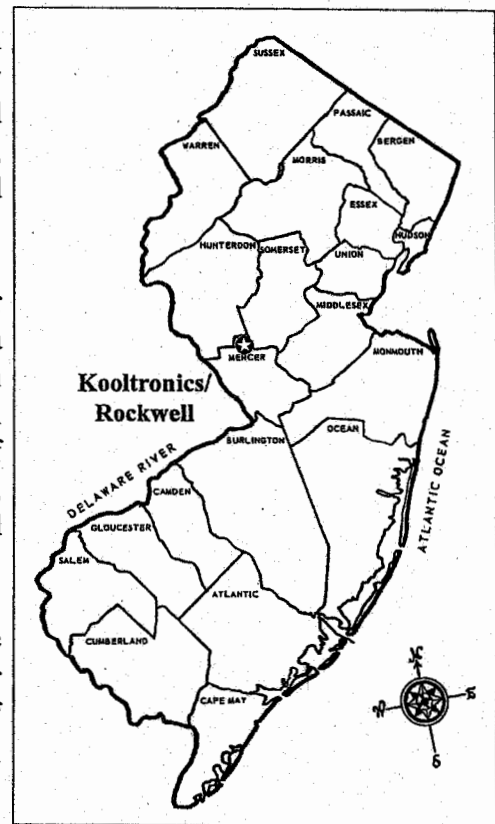 SUSSEX
PASSAIC
BERGEN
WARREN
MORRIS
ESSEX
HUDSON
HUNTERDON
SOMERSET
UNION
MIDDLESEX
MERCER
MONMOUTH
Kooltronics/
Rockwell
BURLINGTON
OCEAN
DELAWARE RIVER
CAMDEN
GLOUCESTER
ATLANTIC OCEAN
SALEM
ATLANTIC
CUMBERLAND
CAPE MAY